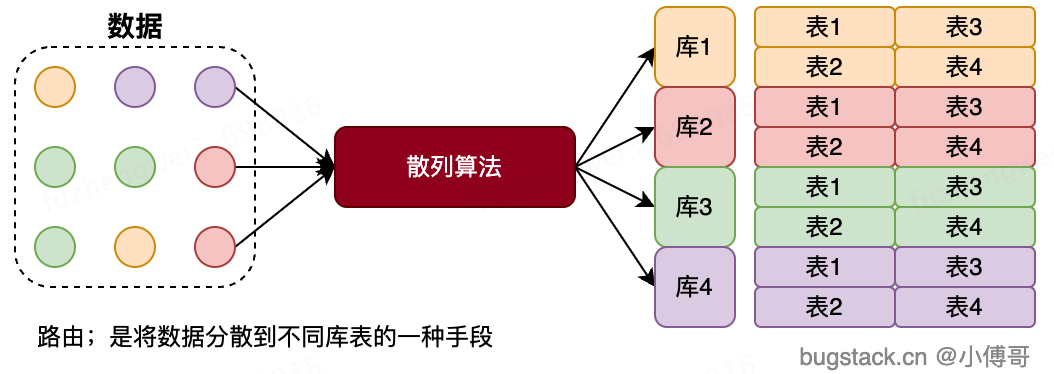 数据
散列算法
库1
表1 表3
表2 表4
库2
表1 表3
表2 表4
库3
表1 表3
表2 表4
库4
表1 表3
表2 表4
路由；是将数据分散到不同库表的一种手段
bugstack.cn @小傅哥